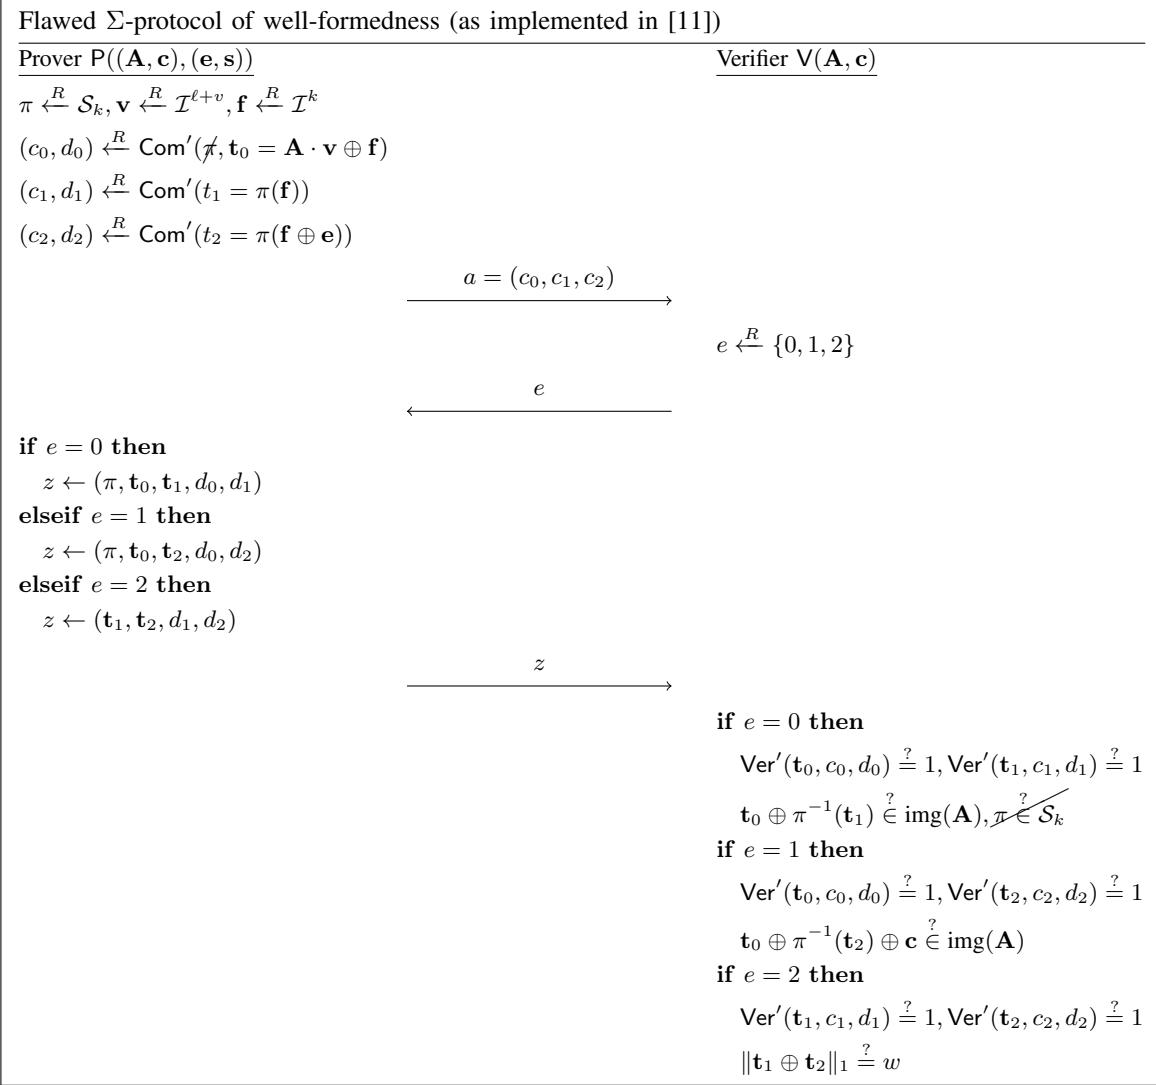 Flawed Σ-protocol of well-formedness (as implemented in [11])
Prover P((A, c), (e, s)) Verifier V(A, c)
π ←R S_k, v ←R I^{ℓ+v}, f ←R I^k
(c_0, d_0) ←R Com′(π, t_0 = A · v ⊕ f)
(c_1, d_1) ←R Com′(t_1 = π(f))
(c_2, d_2) ←R Com′(t_2 = π(f ⊕ e))
a = (c_0, c_1, c_2)
e ←R {0, 1, 2}
e
if e = 0 then
z ← (π, t_0, t_1, d_0, d_1)
elseif e = 1 then
z ← (π, t_0, t_2, d_0, d_2)
elseif e = 2 then
z ← (t_1, t_2, d_1, d_2)
z
if e = 0 then
Ver′(t_0, c_0, d_0) ?= 1, Ver′(t_1, c_1, d_1) ?= 1
t_0 ⊕ π^{−1}(t_1) ?∈ img(A), π ?∈ S_k
if e = 1 then
Ver′(t_0, c_0, d_0) ?= 1, Ver′(t_2, c_2, d_2) ?= 1
t_0 ⊕ π^{−1}(t_2) ⊕ c ?∈ img(A)
if e = 2 then
Ver′(t_1, c_1, d_1) ?= 1, Ver′(t_2, c_2, d_2) ?= 1
‖t_1 ⊕ t_2‖_1 ?= w